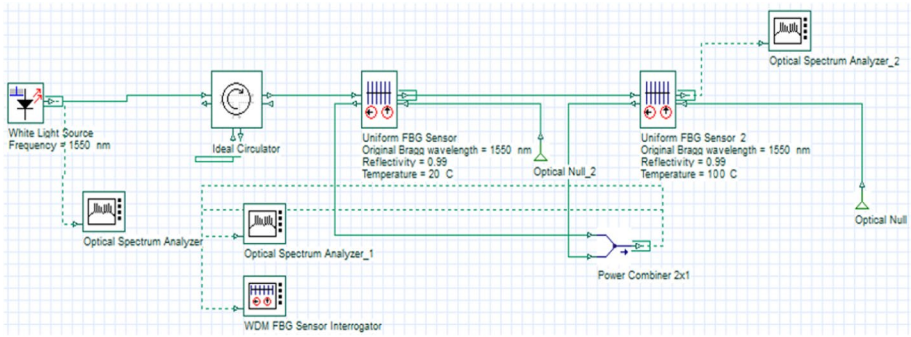 Optical Spectrum Analyzer_2
White Light Source
Frequency = 1550 nm
Ideal Circulator
Uniform FBG Sensor
Original Bragg wavelength = 1550 nm
Reflectivity = 0.99
Temperature = 20 C
Optical Null_2
Uniform FBG Sensor 2
Original Bragg wavelength = 1550 nm
Reflectivity = 0.99
Temperature = 100 C
Optical Null
Optical Spectrum Analyzer
Optical Spectrum Analyzer_1
Power Combiner 2x1
WDM FBG Sensor Interrogator